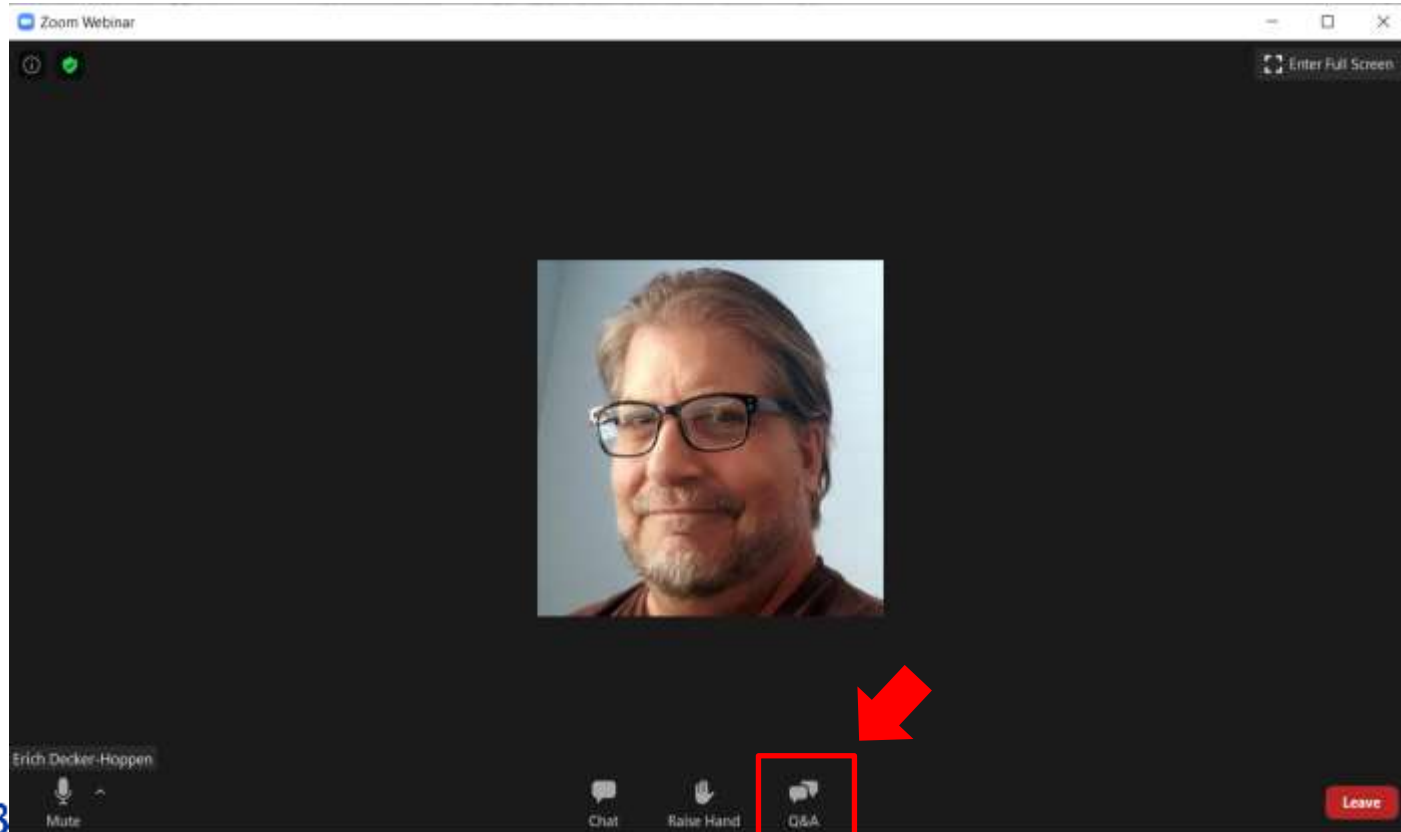 Zoom Webinar
Enter Full Screen
Erich Decker-Hoppen
Mute
Chat
Raise Hand
Q&A
Leave